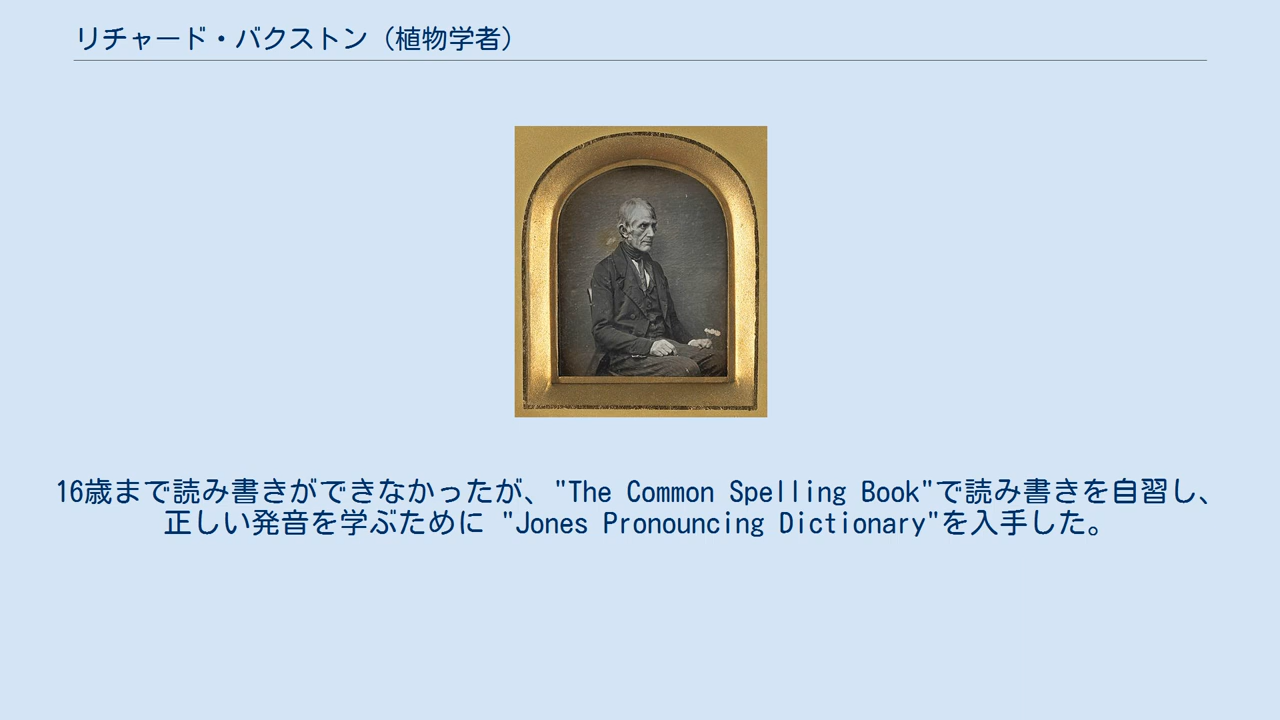 リチャード・バクストン（植物学者）
16歳まで読み書きができなかったが、"The Common Spelling Book"で読み書きを自習し、
正しい発音を学ぶために "Jones Pronouncing Dictionary"を入手した。